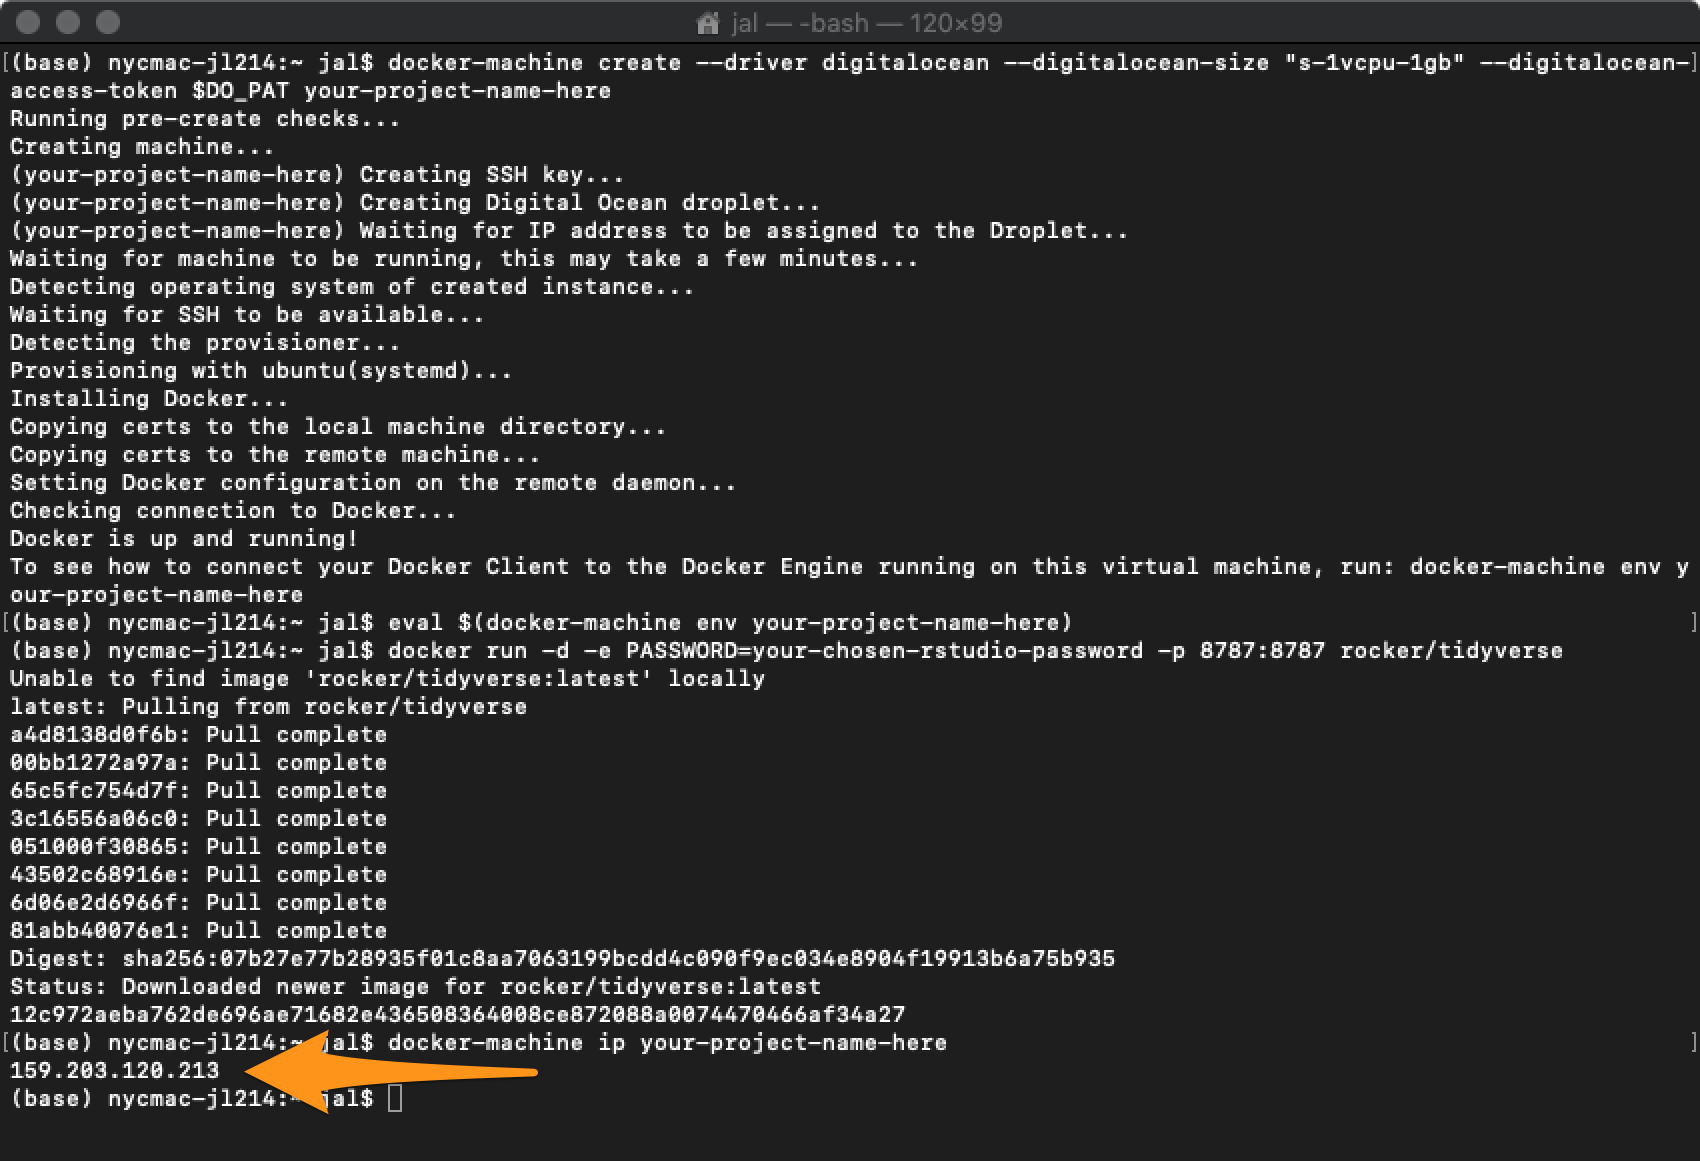 jal — -bash — 120×99
(base) nycmac-jl214:~ jal$ docker-machine create --driver digitalocean --digitalocean-size "s-1vcpu-1gb" --digitalocean-
access-token $DO_PAT your-project-name-here
Running pre-create checks...
Creating machine...
(your-project-name-here) Creating SSH key...
(your-project-name-here) Creating Digital Ocean droplet...
(your-project-name-here) Waiting for IP address to be assigned to the Droplet...
Waiting for machine to be running, this may take a few minutes...
Detecting operating system of created instance...
Waiting for SSH to be available...
Detecting the provisioner...
Provisioning with ubuntu(systemd)...
Installing Docker...
Copying certs to the local machine directory...
Copying certs to the remote machine...
Setting Docker configuration on the remote daemon...
Checking connection to Docker...
Docker is up and running!
To see how to connect your Docker Client to the Docker Engine running on this virtual machine, run: docker-machine env y
our-project-name-here
(base) nycmac-jl214:~ jal$ eval $(docker-machine env your-project-name-here)
(base) nycmac-jl214:~ jal$ docker run -d -e PASSWORD=your-chosen-rstudio-password -p 8787:8787 rocker/tidyverse
Unable to find image 'rocker/tidyverse:latest' locally
latest: Pulling from rocker/tidyverse
a4d8138d0f6b: Pull complete
00bb1272a97a: Pull complete
65c5fc754d7f: Pull complete
3c16556a06c0: Pull complete
051000f30865: Pull complete
43502c68916e: Pull complete
6d06e2d6966f: Pull complete
81abb40076e1: Pull complete
Digest: sha256:07b27e77b28935f01c8aa7063199bcdd4c090f9ec034e8904f19913b6a75b935
Status: Downloaded newer image for rocker/tidyverse:latest
12c972aeba762de696ae71682e436508364008ce872088a0074470466af34a27
(base) nycmac-jl214:~ jal$ docker-machine ip your-project-name-here
159.203.120.213
(base) nycmac-jl214:~ jal$